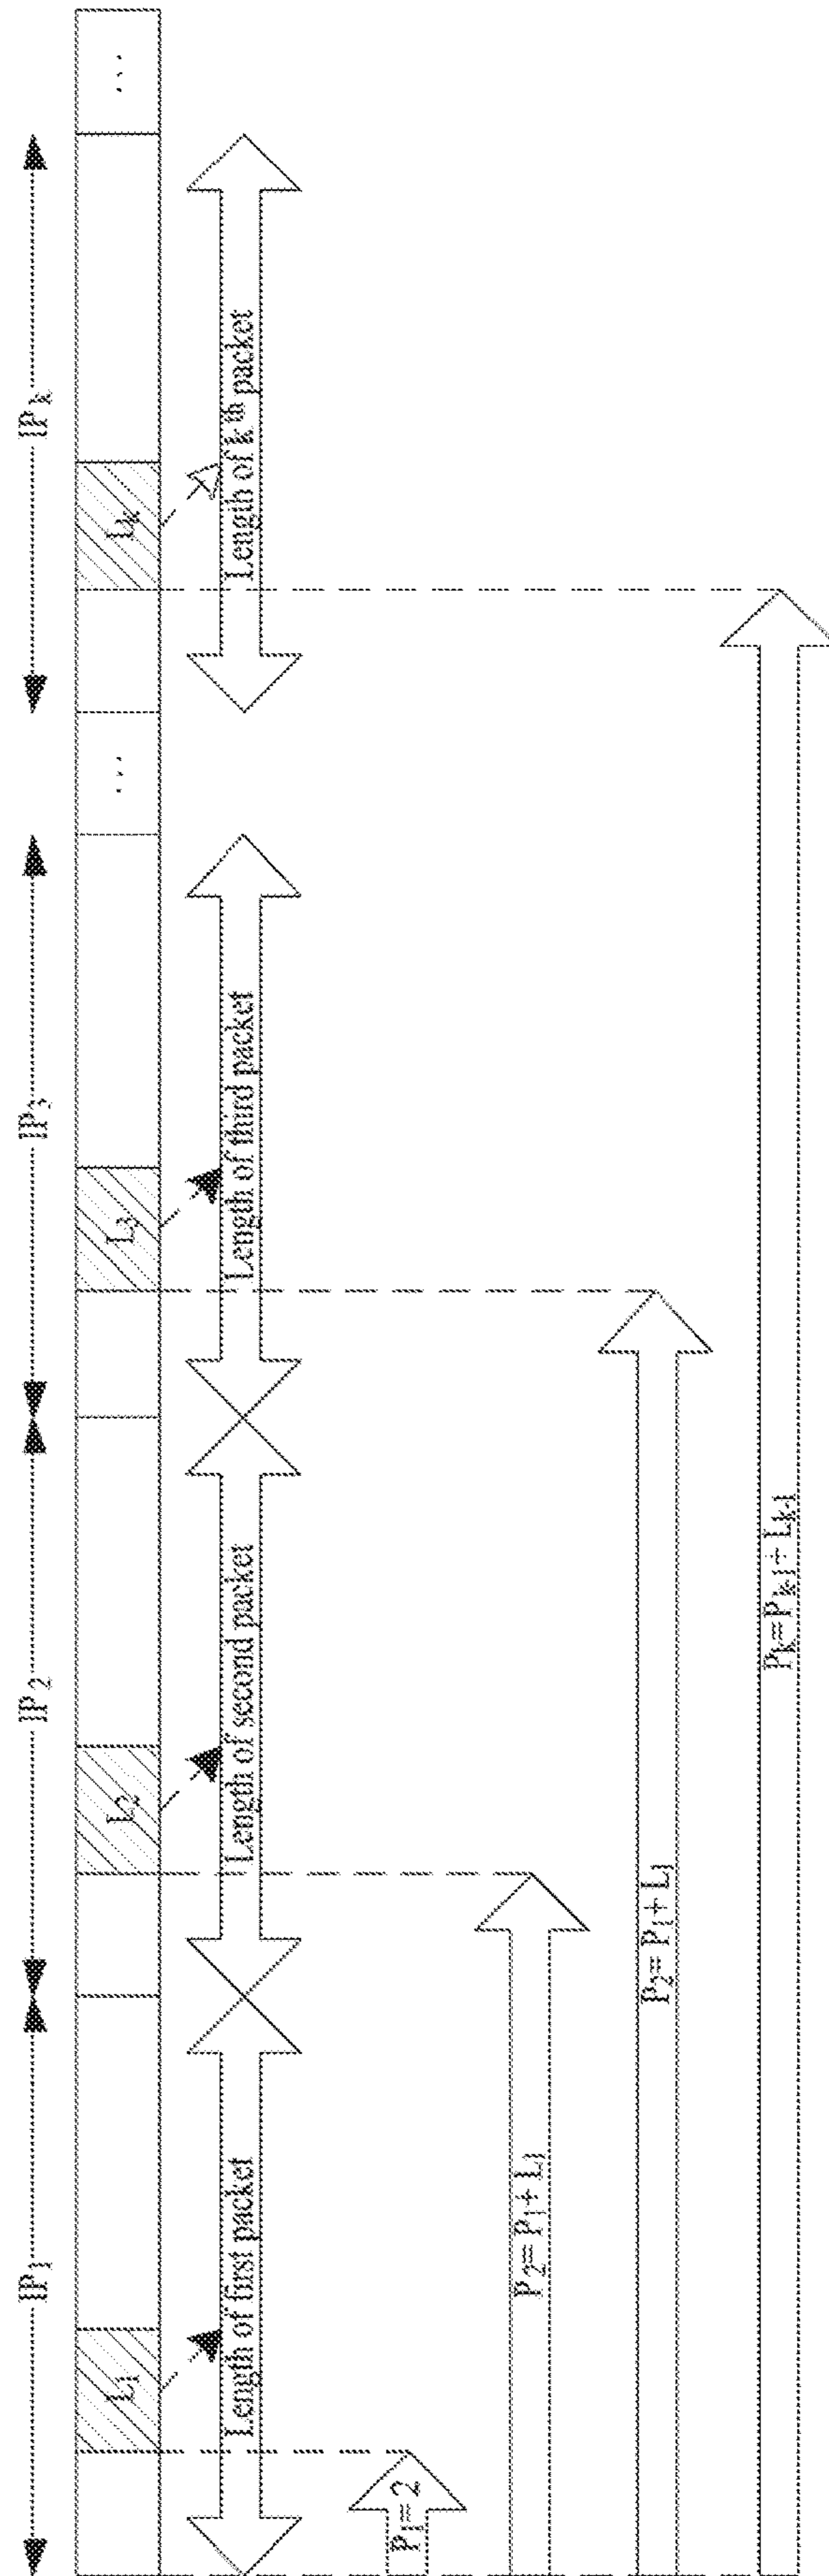 IP₁ IP₂ IP₃ IPₖ
L₁ L₂ L₃ ... Lₖ ...
Length of first packet
Length of second packet
Length of third packet
Length of kᵗʰ packet
P₁=2
P₂= P₁+ L₁
P₂= P₁+ L₁
Pₖ=Pₖ₋₁+ Lₖ₋₁